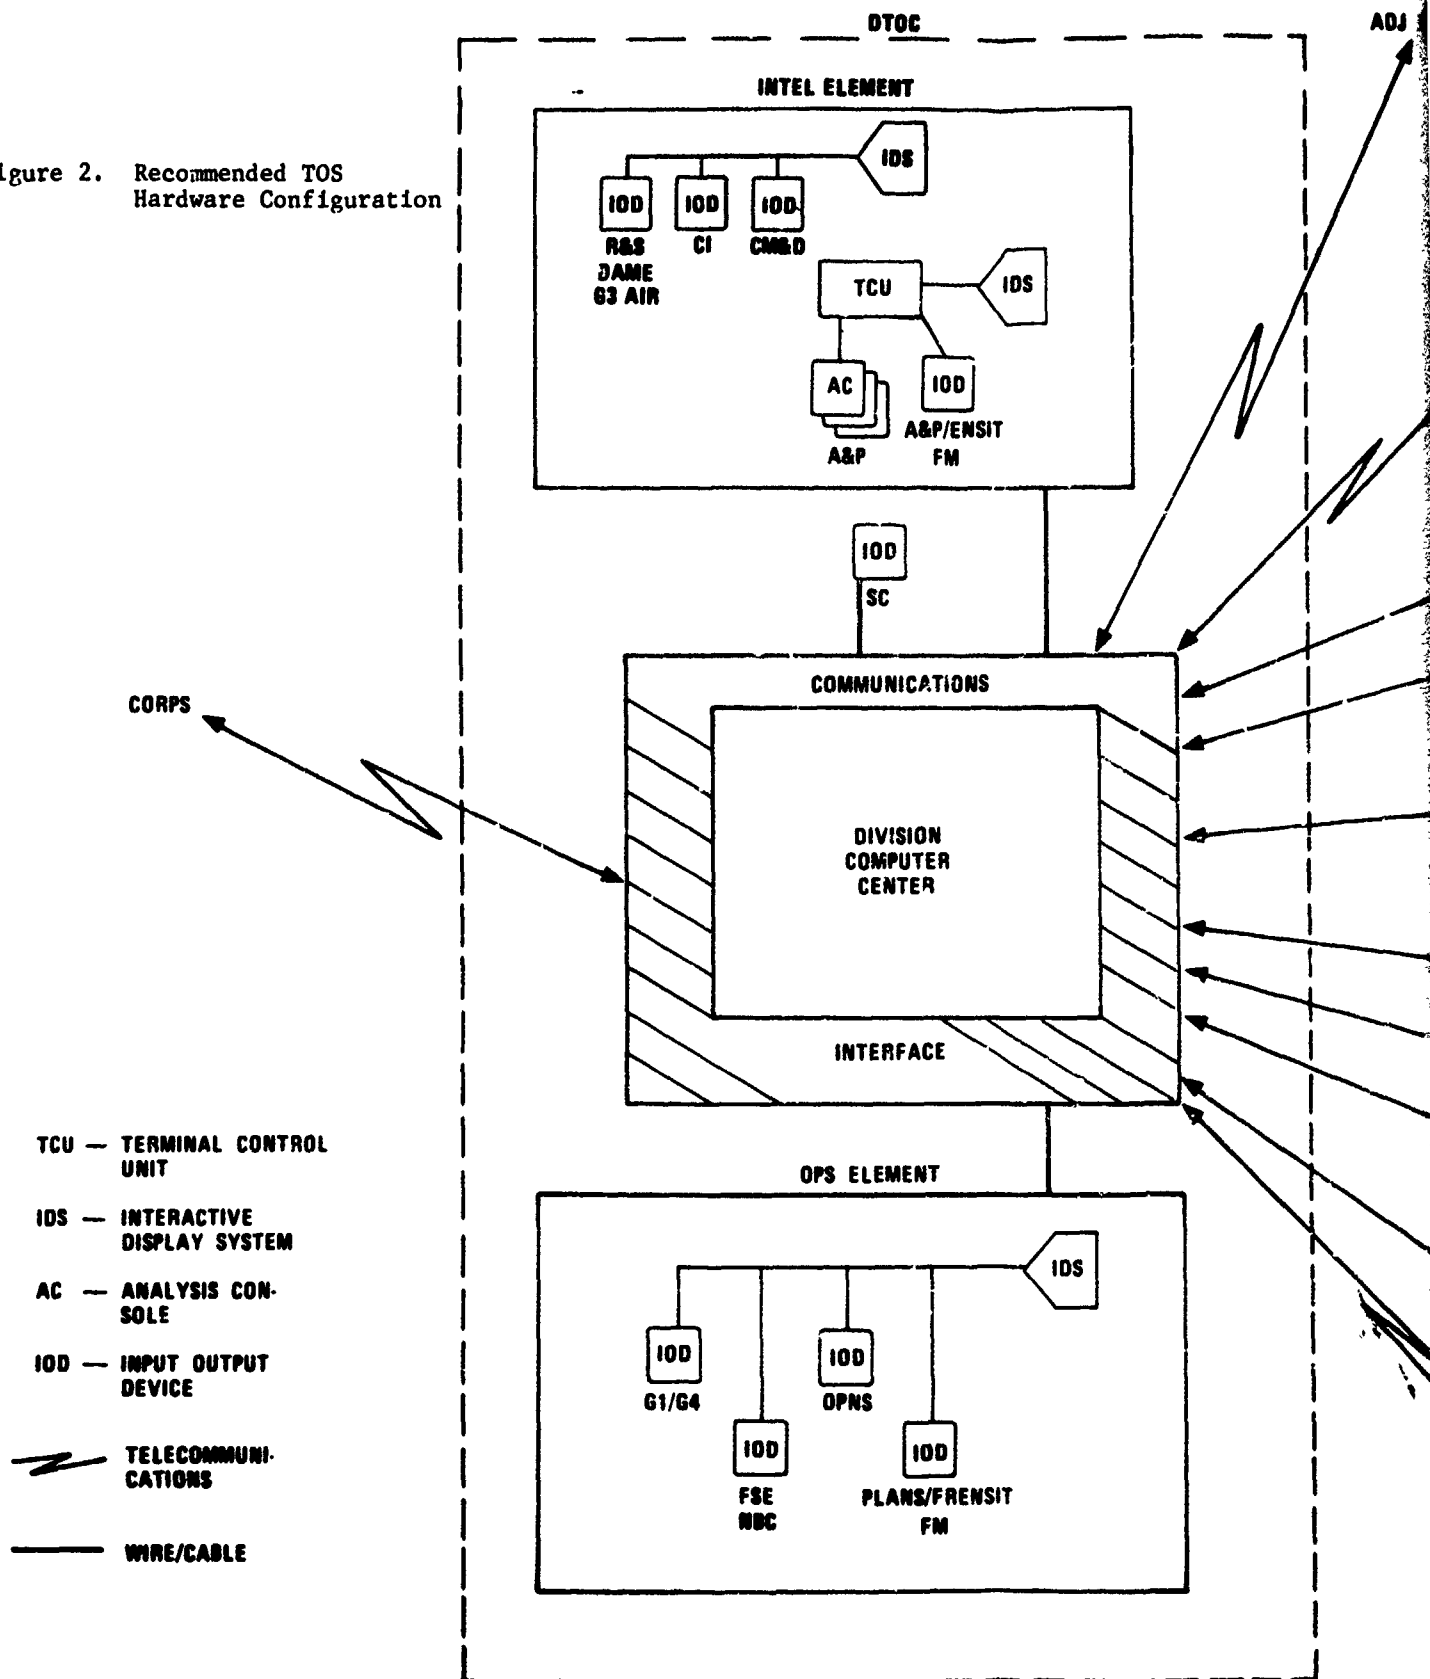 DTOC
ADJ
INTEL ELEMENT
igure 2. Recommended TOS
Hardware Configuration
IDS
IOD
IOD
IOD
R&S
CI
CM&D
DAME
G3 AIR
TCU
IDS
AC
IOD
A&P
A&P/ENSIT
FM
IOD
SC
COMMUNICATIONS
CORPS
DIVISION
COMPUTER
CENTER
INTERFACE
TCU — TERMINAL CONTROL
UNIT
IDS — INTERACTIVE
DISPLAY SYSTEM
AC — ANALYSIS CON-
SOLE
IOD — INPUT OUTPUT
DEVICE
TELECOMMUNI-
CATIONS
WIRE/CABLE
OPS ELEMENT
IDS
IOD
IOD
G1/G4
OPNS
IOD
IOD
FSE
NBC
PLANS/FRENSIT
FM